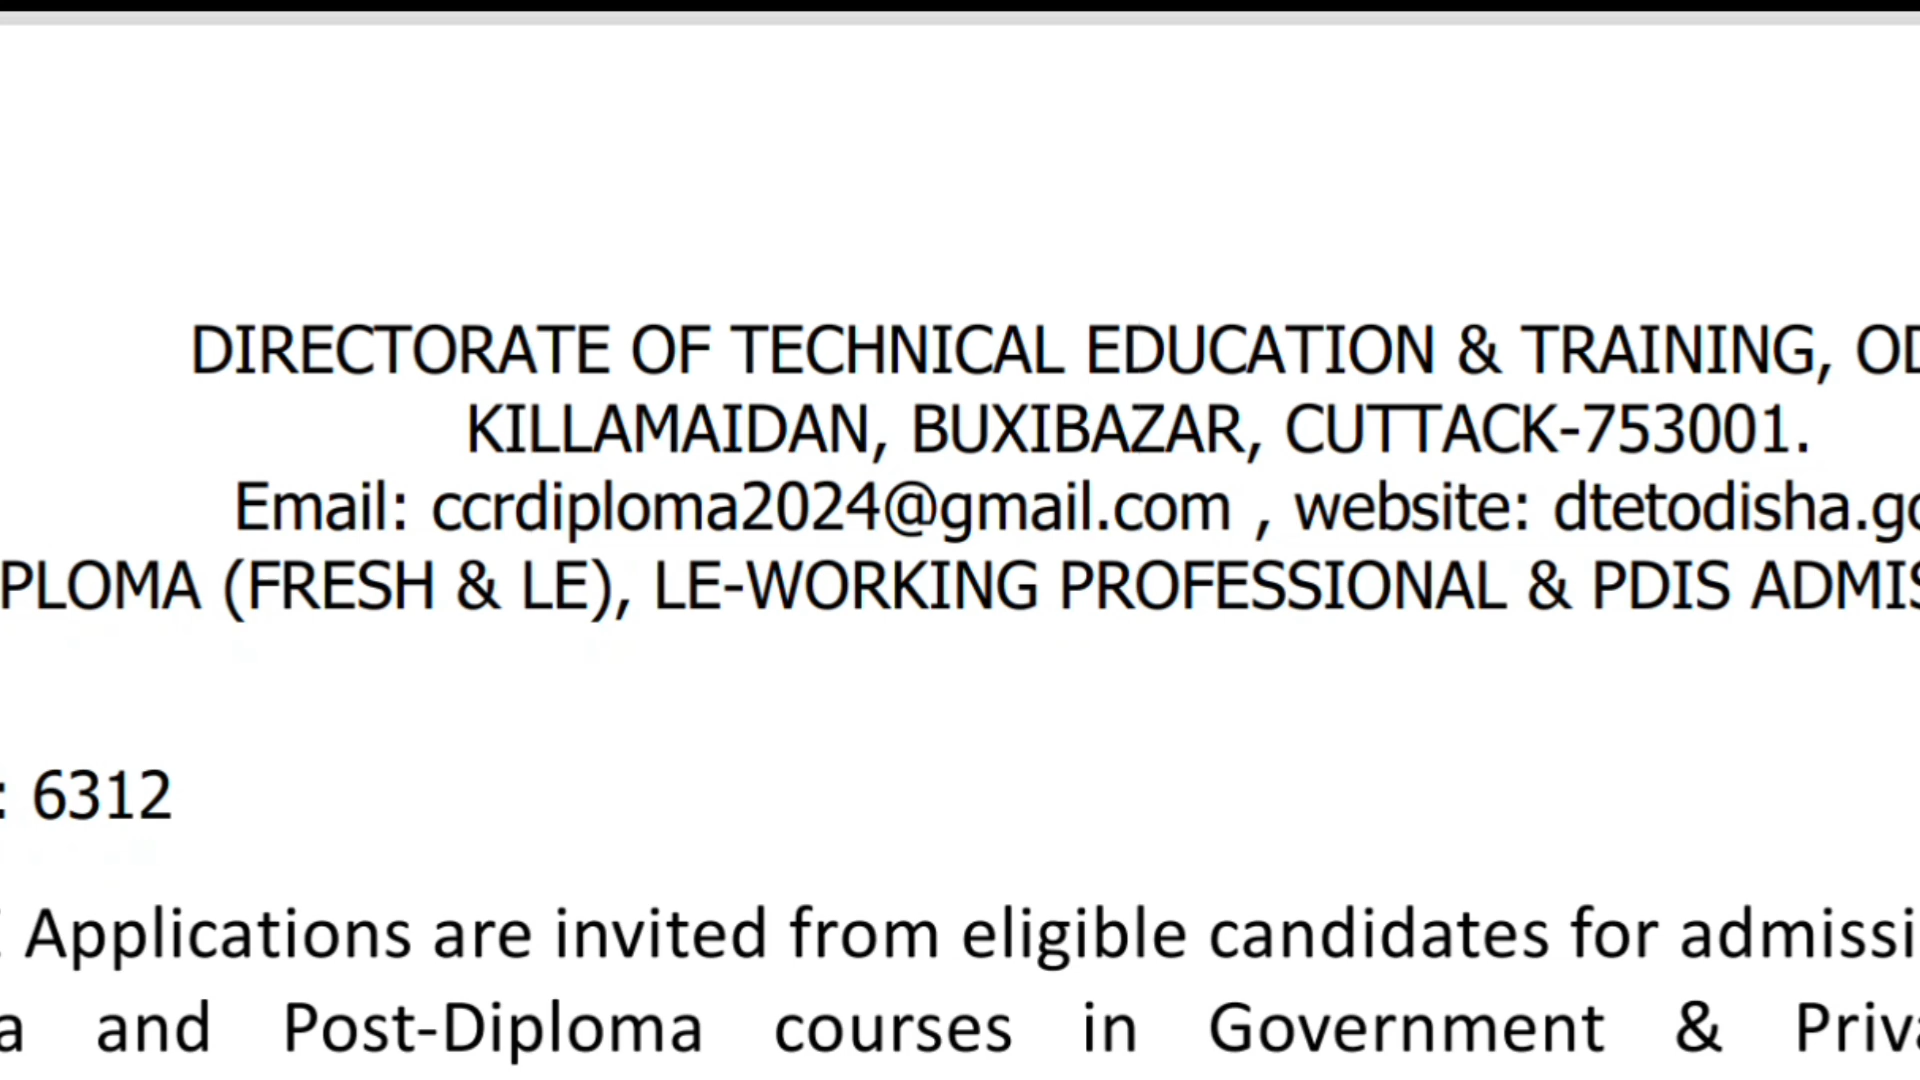 DIRECTORATE OF TECHNICAL EDUCATION & TRAINING, OD
KILLAMAIDAN, BUXIBAZAR, CUTTACK-753001.
Email: ccrdiploma2024@gmail.com , website: dtetodisha.go
PLOMA (FRESH & LE), LE-WORKING PROFESSIONAL & PDIS ADMIS
: 6312
Applications are invited from eligible candidates for admissi
a and Post-Diploma courses in Government & Priva